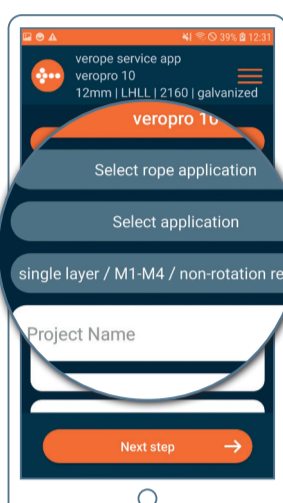 39% 12:31
verope service app
veropro 10
12mm | LHLL | 2160 | galvanized
veropro 10
Select rope application
Select application
single layer / M1-M4 / non-rotation re
Project Name
Next step